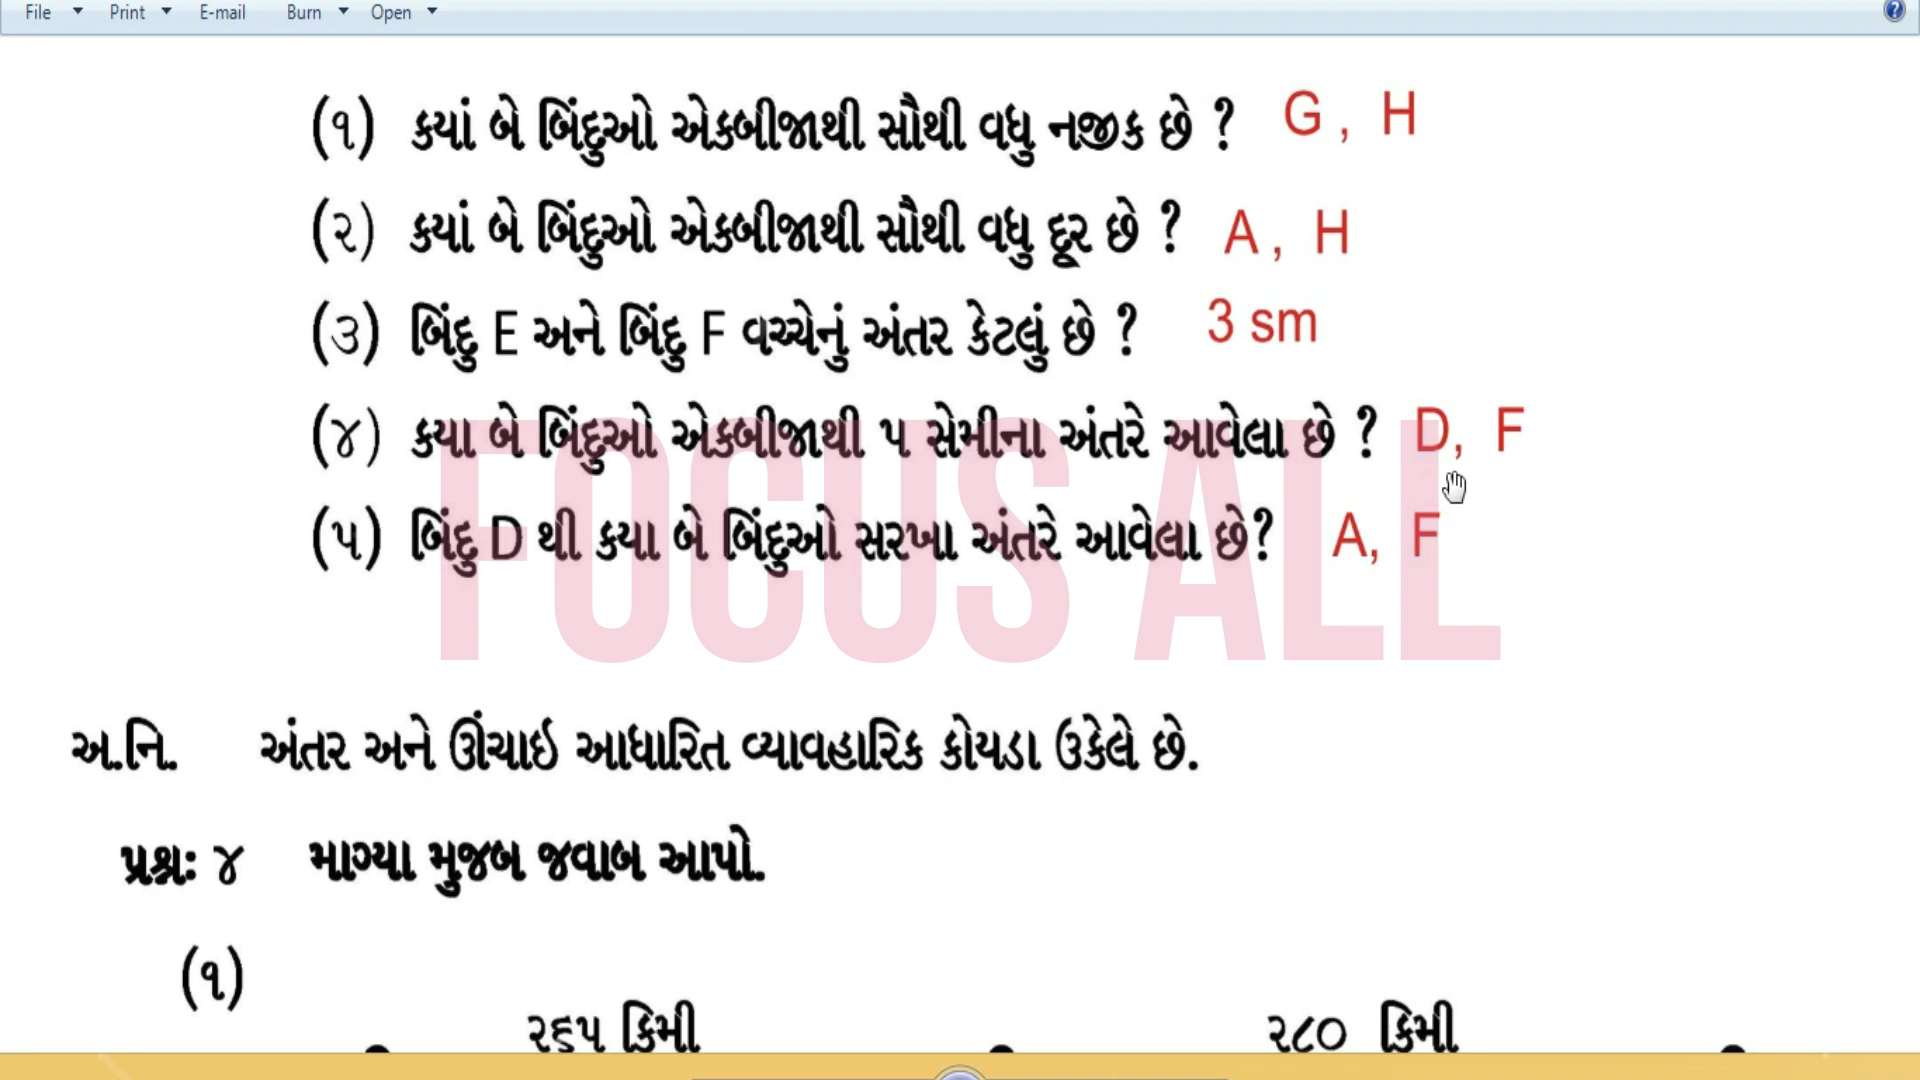 File Print E-mail Burn Open
(૧) કયાં બે બિંદુઓ એકબીજાથી સૌથી વધુ નજીક છે ? G , H
(૨) કયાં બે બિંદુઓ એકબીજાથી સૌથી વધુ દૂર છે ? A , H
(૩) બિંદુ E અને બિંદુ F વચ્ચેનું અંતર કેટલું છે ? 3 sm
(૪) કયા બે બિંદુઓ એકબીજાથી ૫ સેમીના અંતરે આવેલા છે ? D, F
(૫) બિંદુ D થી કયા બે બિંદુઓ સરખા અંતરે આવેલા છે? A, F
FOCUS ALL
અ.નિ. અંતર અને ઊંચાઇ આધારિત વ્યાવહારિક કોયડા ઉકેલે છે.
પ્રશ્નઃ ૪ માગ્યા મુજબ જવાબ આપો.
(૧)
૨૬૫ કિમી ૨૮૦ કિમી